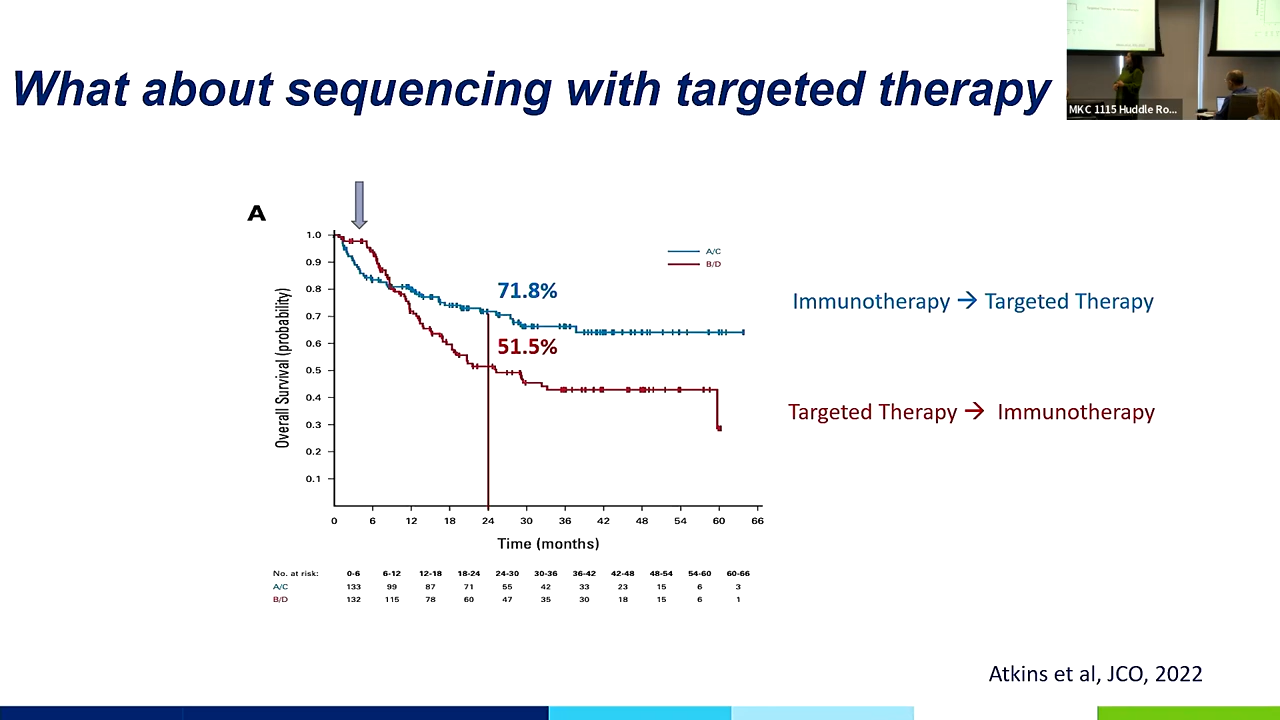 What about sequencing with targeted therapy
MKC 1115 Huddle Ro...
A
1.0
0.9
0.8
0.7
0.6
0.5
0.4
0.3
0.2
0.1
Overall Survival (probability)
A/C
B/D
71.8%
51.5%
Immunotherapy → Targeted Therapy
Targeted Therapy → Immunotherapy
0 6 12 18 24 30 36 42 48 54 60 66
Time (months)
No. at risk: 0-6 6-12 12-18 18-24 24-30 30-36 36-42 42-48 48-54 54-60 60-66
A/C 133 99 87 71 55 42 33 23 15 6 3
B/D 132 115 78 60 47 35 30 18 15 6 1
Atkins et al, JCO, 2022